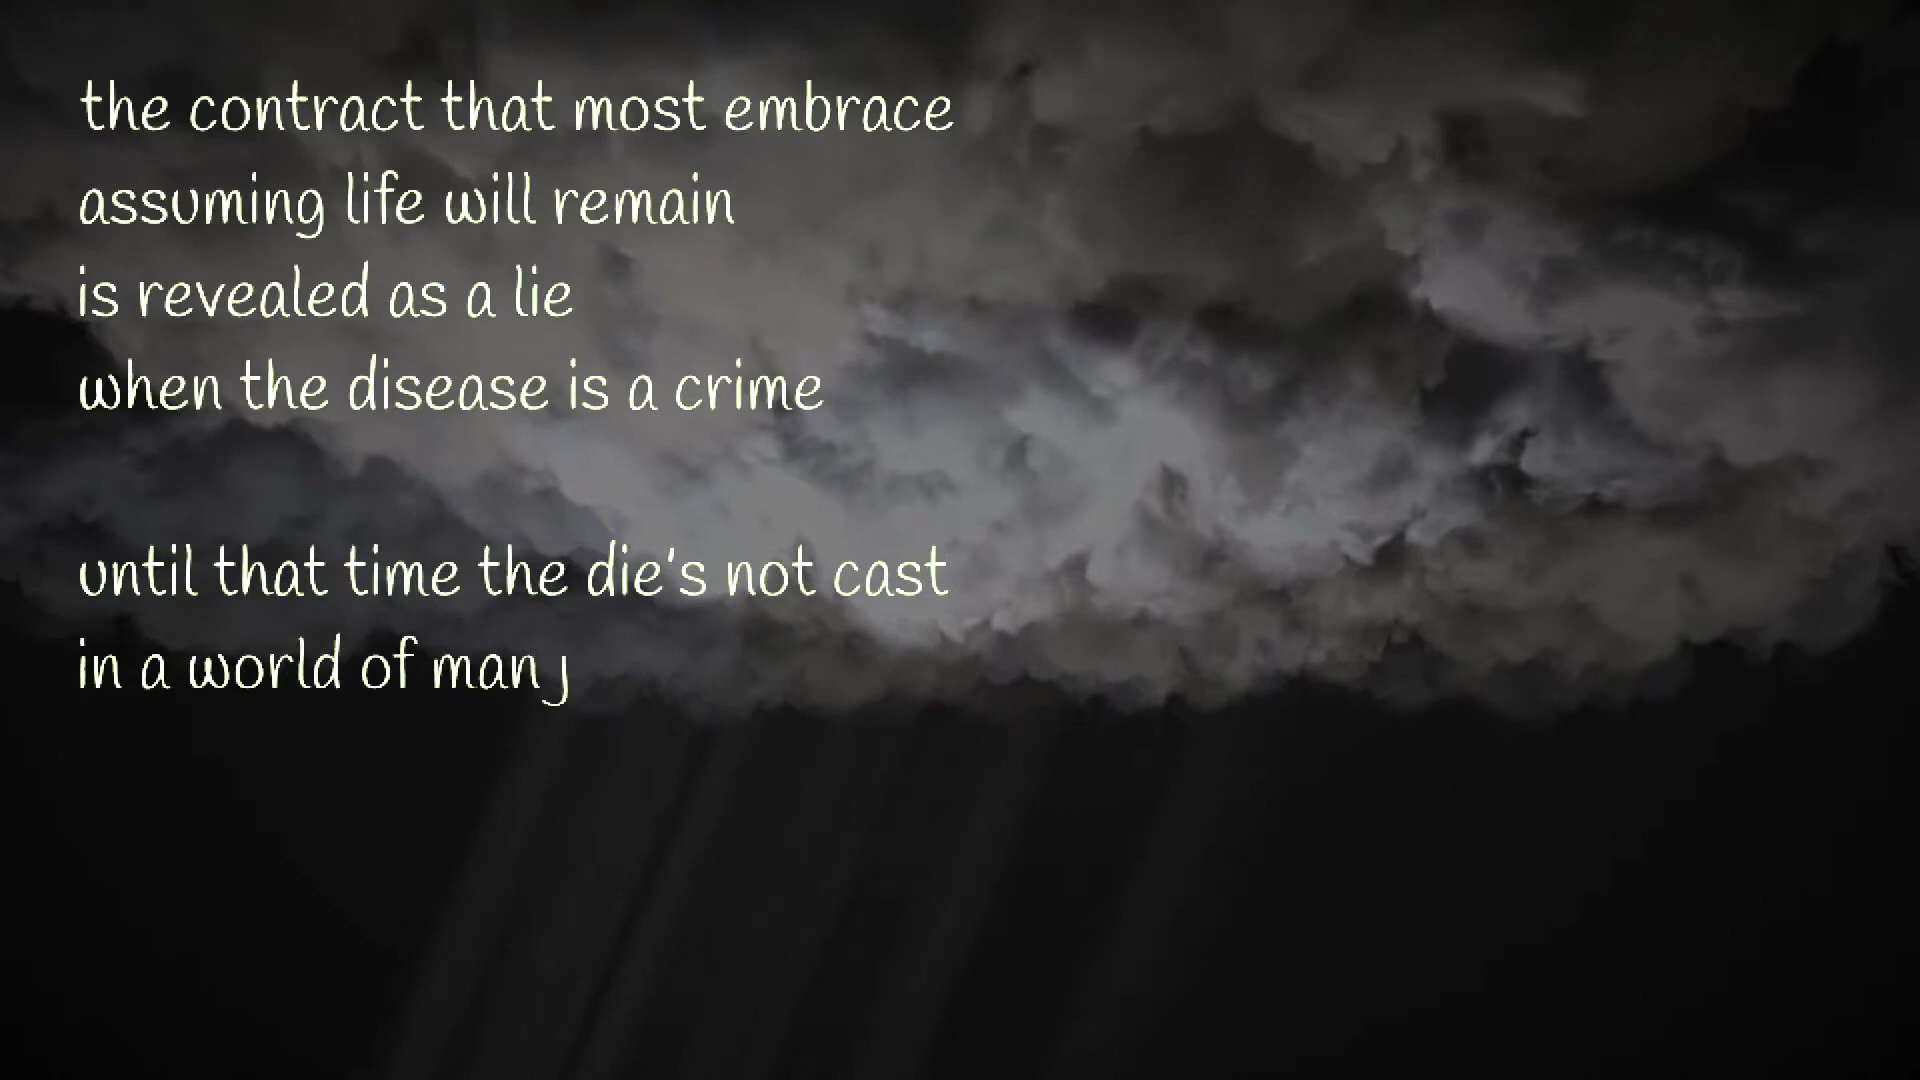 the contract that most embrace
assuming life will remain
is revealed as a lie
when the disease is a crime
until that time the die's not cast
in a world of man